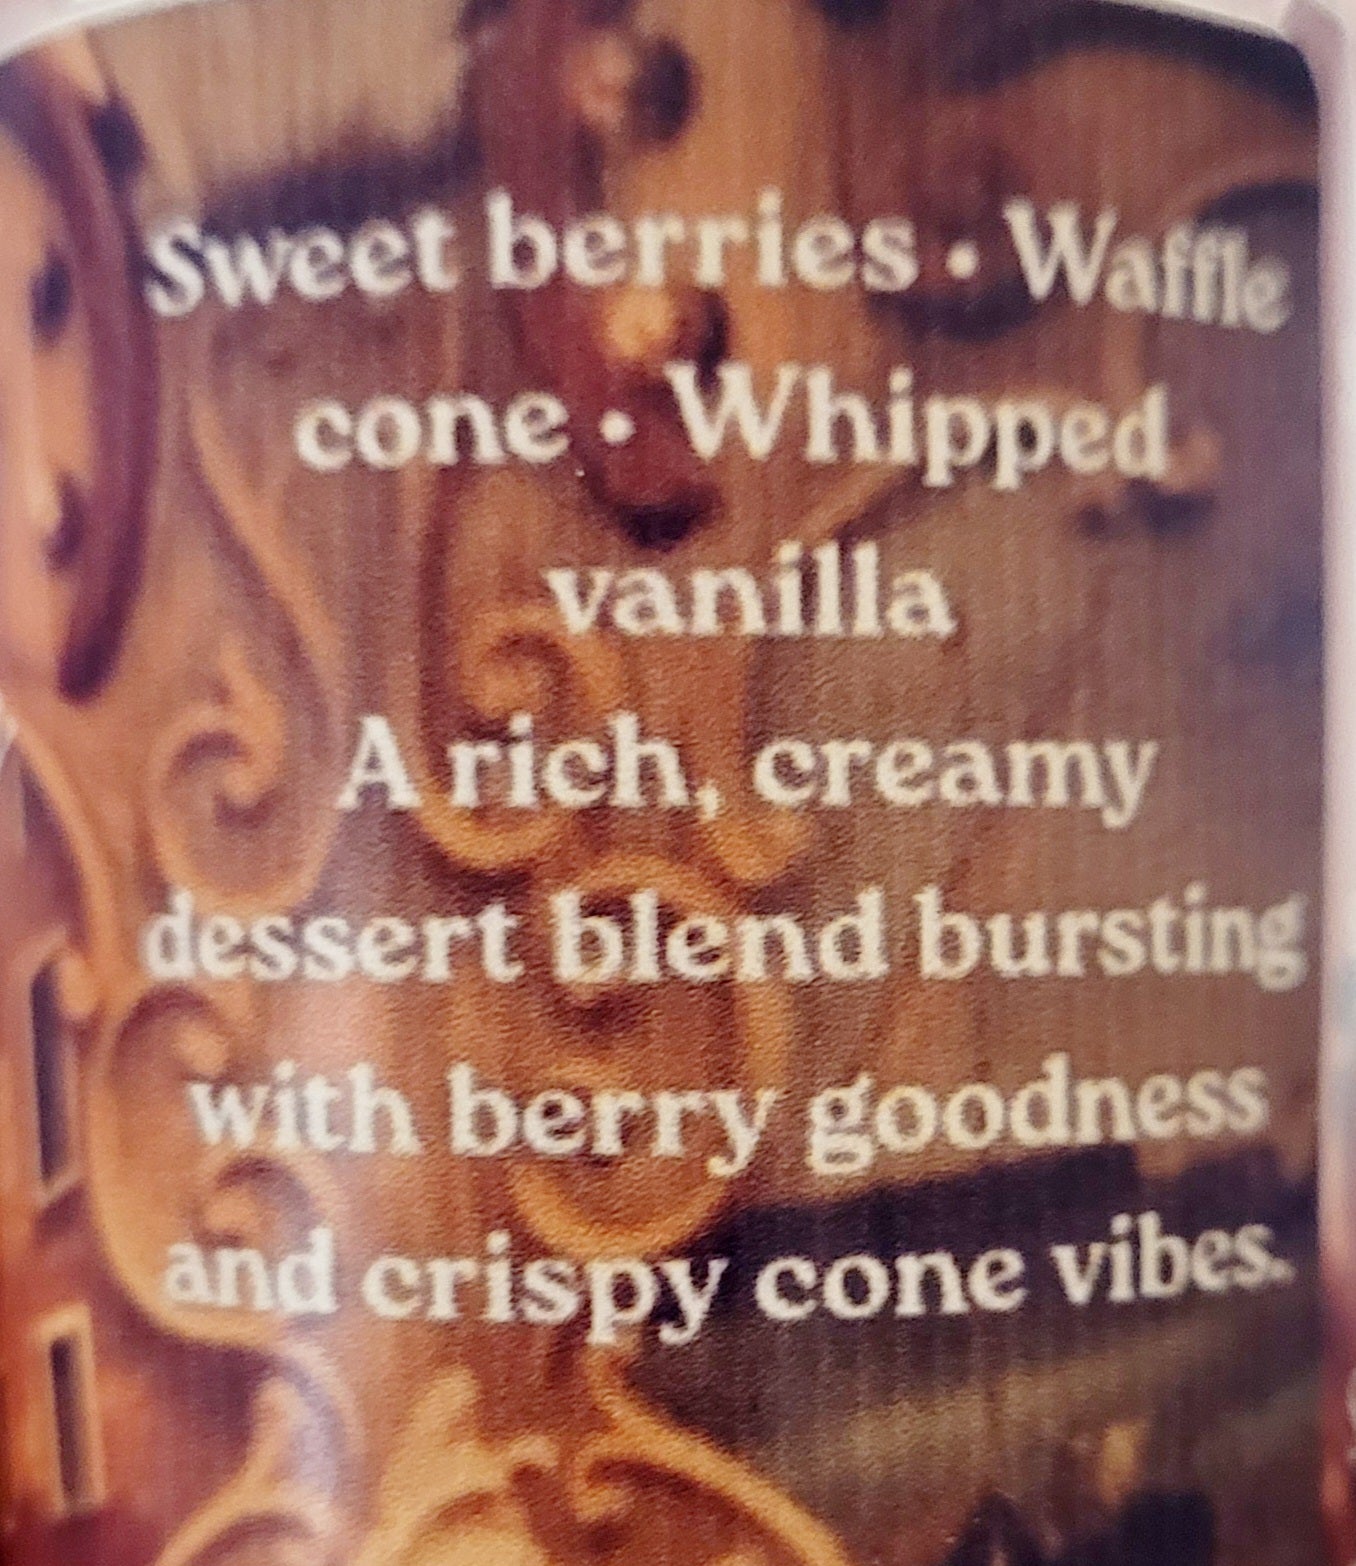 Sweet berries • Waffle
cone • Whipped
vanilla
A rich, creamy
dessert blend bursting
with berry goodness
and crispy cone vibes.